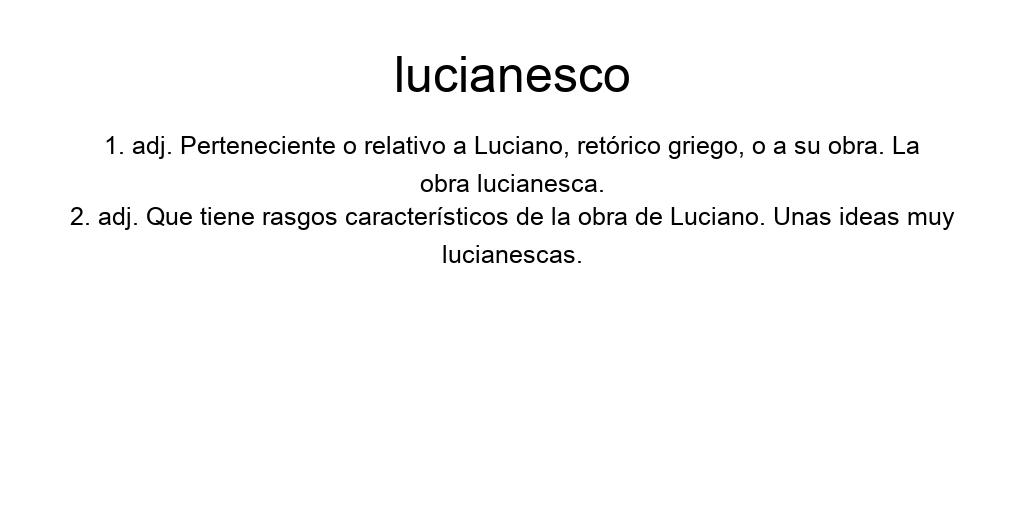 lucianesco
1. adj. Perteneciente o relativo a Luciano, retórico griego, o a su obra. La
obra lucianesca.
2. adj. Que tiene rasgos característicos de la obra de Luciano. Unas ideas muy
lucianescas.